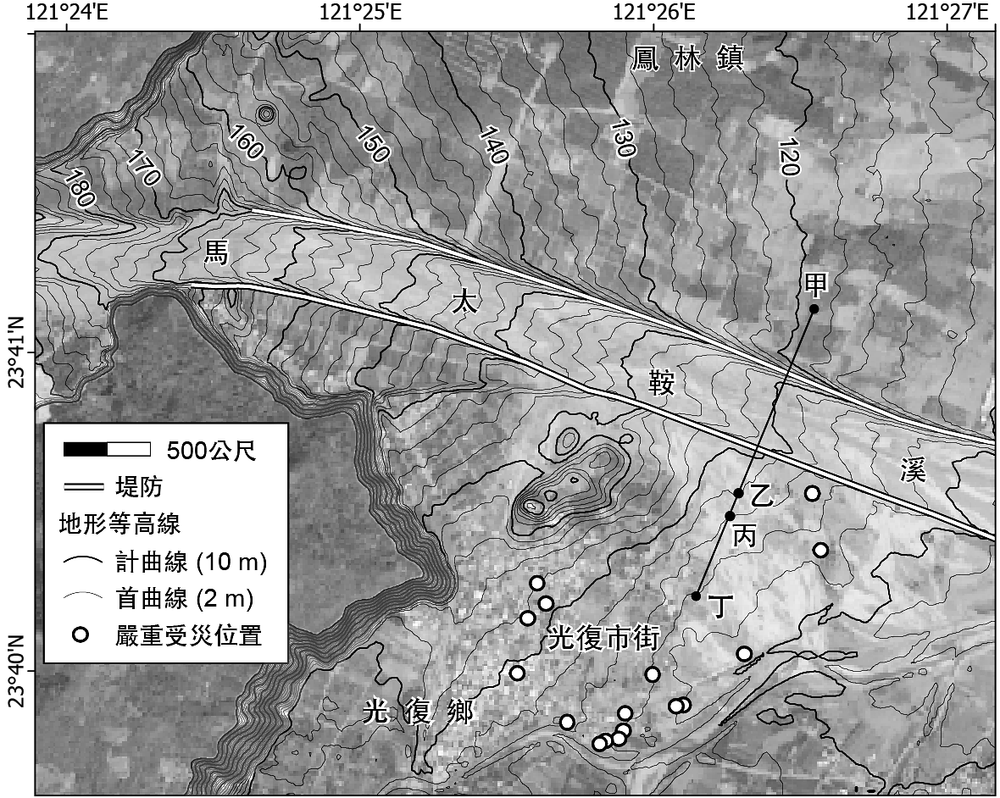 121°24'E 121°25'E 121°26'E 121°27'E
鳳林鎮
180 170 160 150 140 130 120
馬太鞍溪
甲
23°41'N
乙
丙
丁
500公尺
堤防
地形等高線
計曲線 (10 m)
首曲線 (2 m)
嚴重受災位置
光復市街
23°40'N
光復鄉